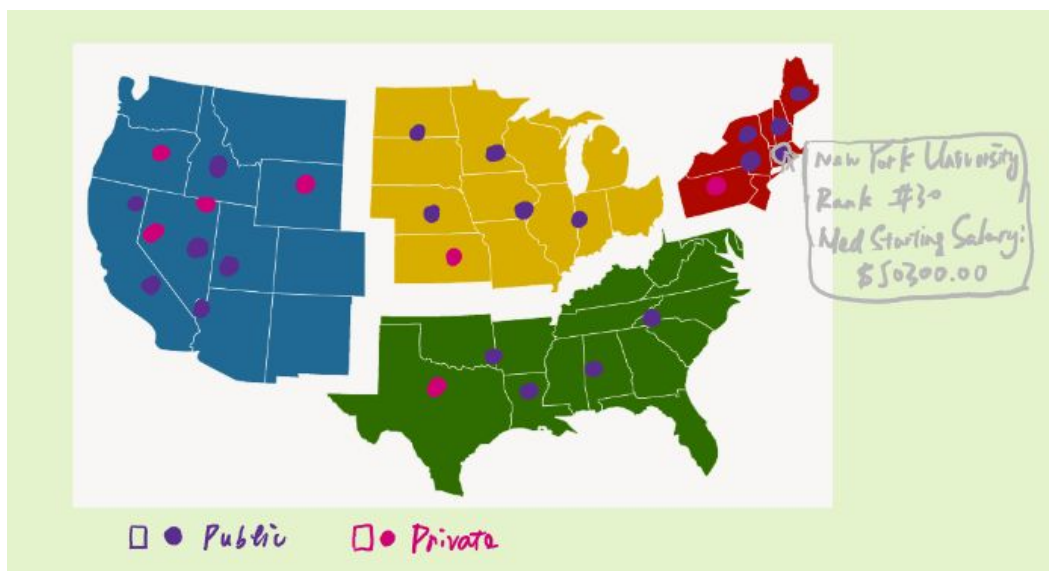 New York University
Rank #30
Med Starting Salary:
$50300.00
Public
Private